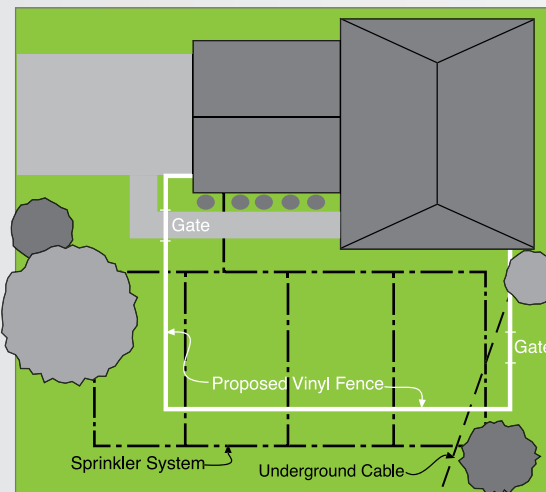 Gate
Gate
Proposed Vinyl Fence
Sprinkler System
Underground Cable